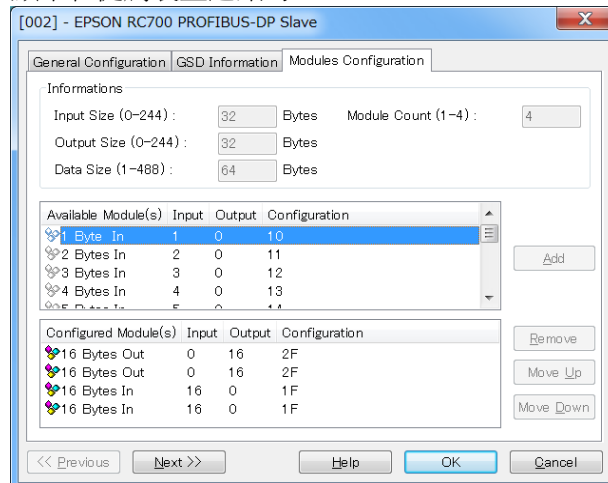 [002] - EPSON RC700 PROFIBUS-DP Slave
General Configuration GSD Information Modules Configuration
Informations
Input Size (0-244) : 32 Bytes Module Count (1-4) : 4
Output Size (0-244) : 32 Bytes
Data Size (1-488) : 64 Bytes
Available Module(s) Input Output Configuration
1 Byte In 1 0 10
2 Bytes In 2 0 11
Add
3 Bytes In 3 0 12
4 Bytes In 4 0 13
Configured Module(s) Input Output Configuration
Remove
16 Bytes Out 0 16 2F
16 Bytes Out 0 16 2F
Move Up
16 Bytes In 16 0 1F
16 Bytes In 16 0 1F
Move Down
<< Previous Next >> Help OK Cancel